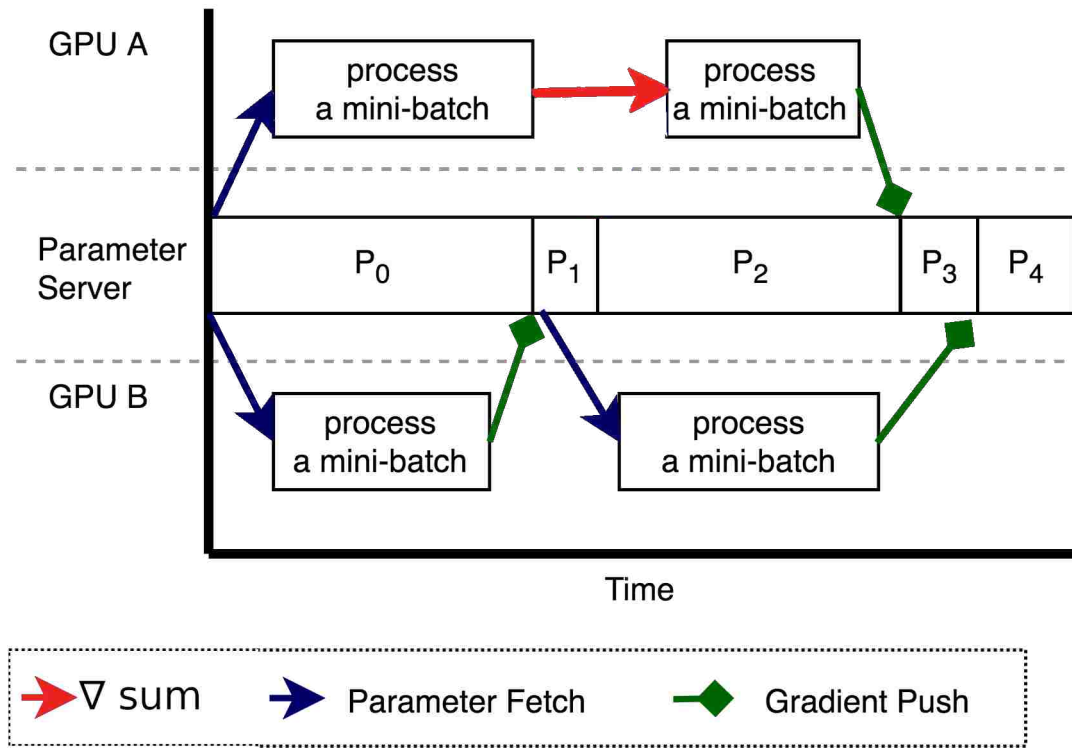 GPU A
process
a mini-batch
process
a mini-batch
Parameter
Server
P0
P1
P2
P3
P4
GPU B
process
a mini-batch
process
a mini-batch
Time
∇ sum
Parameter Fetch
Gradient Push